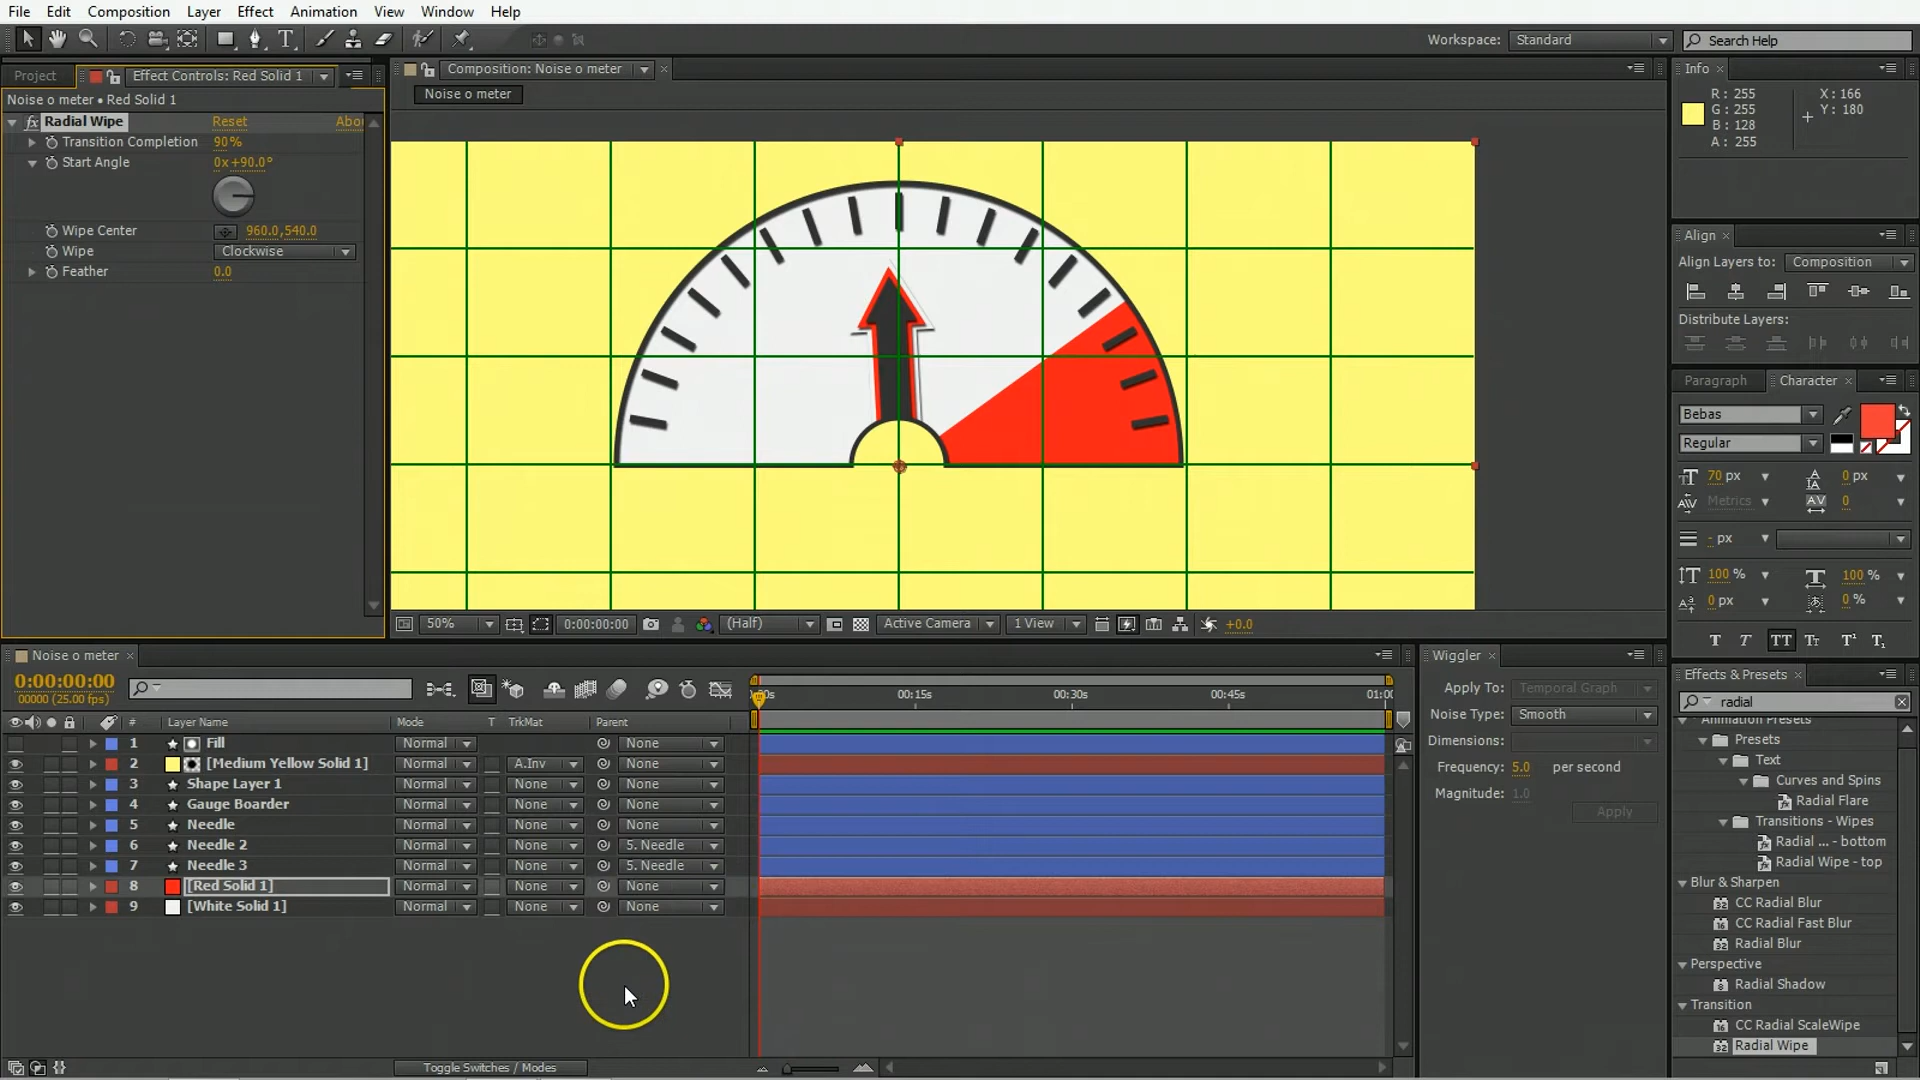 File Edit Composition Layer Effect Animation View Window Help
Workspace: Standard Search Help
Project Effect Controls: Red Solid 1
Composition: Noise o meter
Info
Noise o meter • Red Solid 1
Noise o meter
R: 255 X: 166
G: 255 Y: 180
B: 128
A: 255
fx Radial Wipe Reset Abo
Transition Completion 90%
Start Angle 0x+90.0°
Wipe Center 960.0,540.0
Wipe Clockwise
Feather 0.0
Align
Align Layers to: Composition
Distribute Layers:
Paragraph Character
Bebas
Regular
70 px 0 px
Metrics 0
- px
100 % 100 %
0 px 0 %
T T TT Tт T¹ T₁
50% 0:00:00:00 (Half) Active Camera 1 View +0.0
Noise o meter
0:00:00:00
00000 (25.00 fps)
00s 00:15s 00:30s 00:45s 01:00
# Layer Name Mode T TrkMat Parent
1 Fill Normal None
2 [Medium Yellow Solid 1] Normal A.Inv None
3 Shape Layer 1 Normal None None
4 Gauge Boarder Normal None None
5 Needle Normal None None
6 Needle 2 Normal None 5. Needle
7 Needle 3 Normal None 5. Needle
8 [Red Solid 1] Normal None None
9 [White Solid 1] Normal None None
Toggle Switches / Modes
Wiggler
Apply To: Temporal Graph
Noise Type: Smooth
Dimensions:
Frequency: 5.0 per second
Magnitude: 1.0
Apply
Effects & Presets
radial
Animation Presets
Presets
Text
Curves and Spins
Radial Flare
Transitions - Wipes
Radial ... - bottom
Radial Wipe - top
Blur & Sharpen
CC Radial Blur
CC Radial Fast Blur
Radial Blur
Perspective
Radial Shadow
Transition
CC Radial ScaleWipe
Radial Wipe